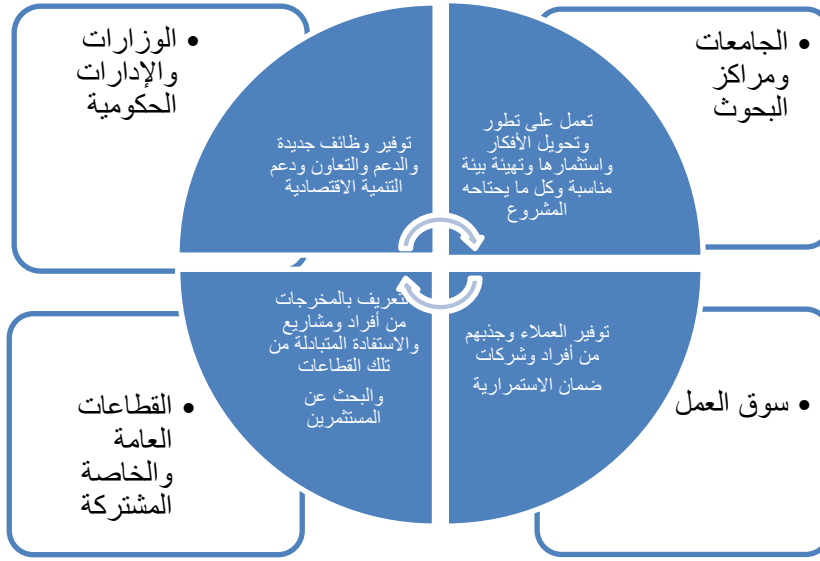 • الجامعات
ومراكز
البحوث
تعمل على تطور
وتحويل الأفكار
واستثمارها وتهيئة بيئة
مناسبة وكل ما يحتاحه
المشروع
• الوزارات
والإدارات
الحكومية
توفير وظائف جديدة
والدعم والتعاون ودعم
التنمية الاقتصادية
• سوق العمل
توفير العملاء وجذبهم
من أفراد وشركات
ضمان الاستمرارية
• القطاعات
العامة
والخاصة
المشتركة
التعريف بالمخرجات
من أفراد ومشاريع
والاستفادة المتبادلة من
تلك القطاعات
والبحث عن
المستثمرين